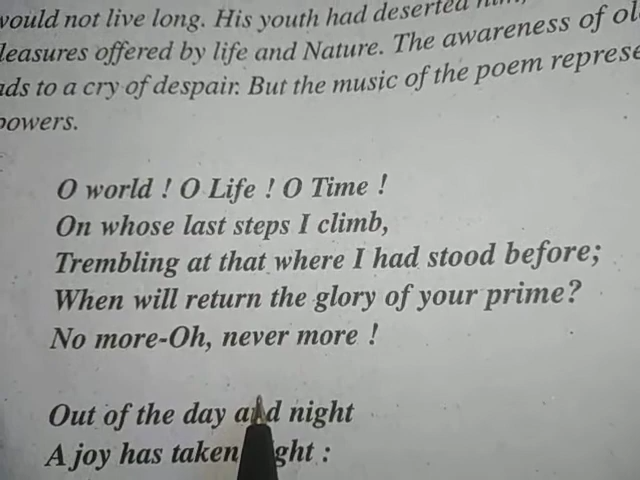 would not live long. His youth had deserted him,
leasures offered by life and Nature. The awareness of
ds to a cry of despair. But the music of the poem
powers.
O world ! O Life ! O Time !
On whose last steps I climb,
Trembling at that where I had stood before;
When will return the glory of your prime?
No more-Oh, never more !
Out of the day and night
A joy has taken ght :